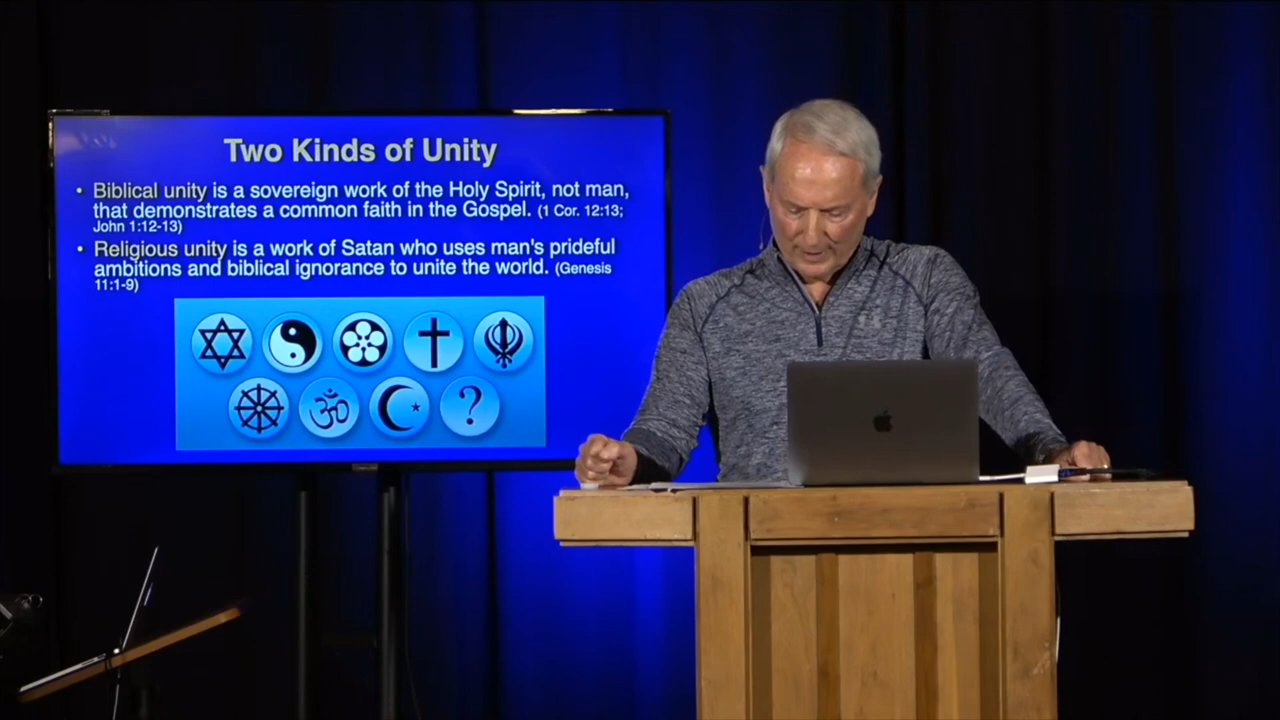 Two Kinds of Unity
• Biblical unity is a sovereign work of the Holy Spirit, not man,
that demonstrates a common faith in the Gospel. (1 Cor. 12:13;
John 1:12-13)
• Religious unity is a work of Satan who uses man's prideful
ambitions and biblical ignorance to unite the world. (Genesis
11:1-9)
?